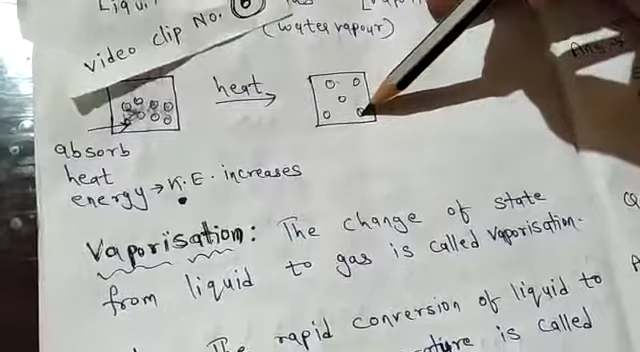 video clip No. 6
(water vapour)
heat
absorb
heat
energy → K.E. increases
Vaporisation: The change of state
from liquid to gas is called vaporisation.
The rapid conversion of liquid to
is called